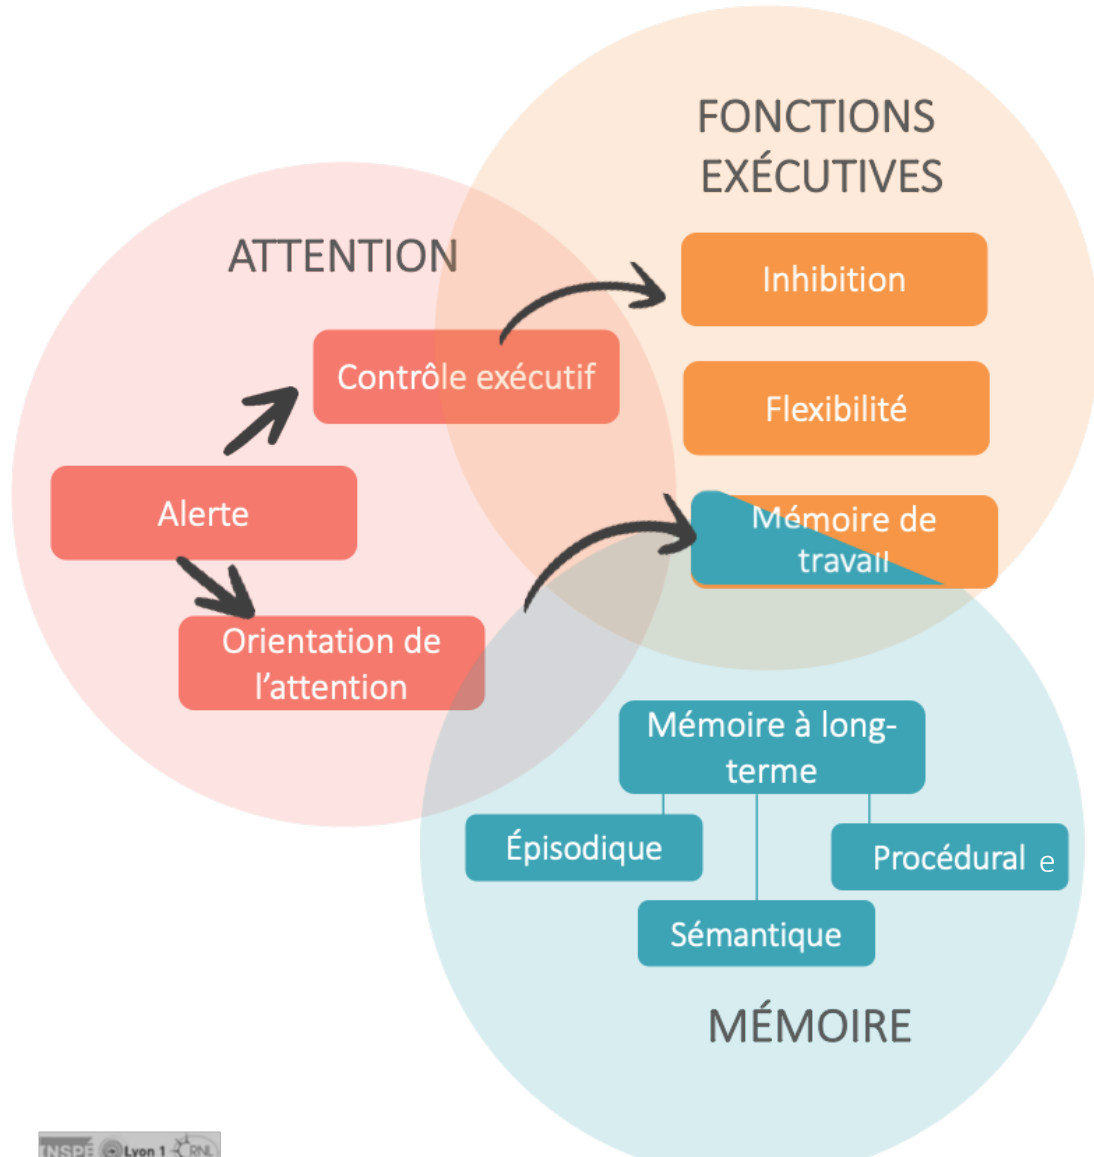 FONCTIONS
EXÉCUTIVES
ATTENTION
Inhibition
Contrôle exécutif
Flexibilité
Alerte
Mémoire de
travail
Orientation de
l'attention
Mémoire à long-
terme
Épisodique
Procédural e
Sémantique
MÉMOIRE
INSPÉ Lyon 1 CRNL